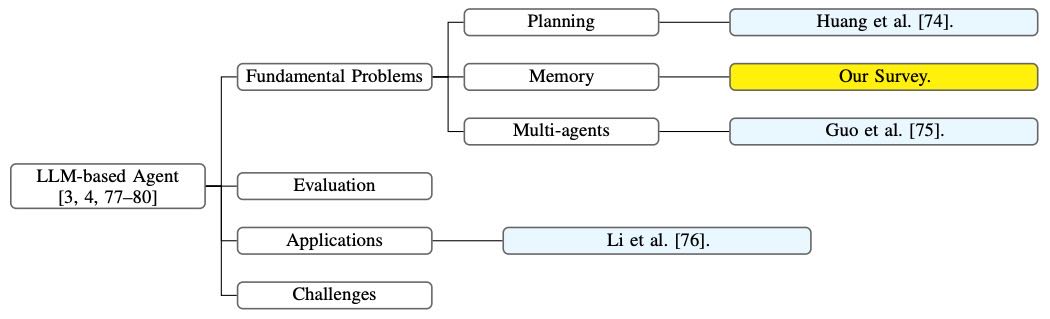 Planning
Huang et al. [74].
Fundamental Problems
Memory
Our Survey.
Multi-agents
Guo et al. [75].
LLM-based Agent
[3, 4, 77–80]
Evaluation
Applications
Li et al. [76].
Challenges